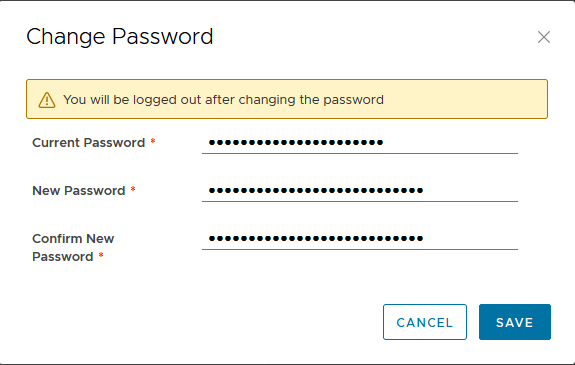 Change Password
You will be logged out after changing the password
Current Password *
••••••••••••••••••••••
New Password *
•••••••••••••••••••••••••••
Confirm New
Password *
•••••••••••••••••••••••••••
CANCEL
SAVE